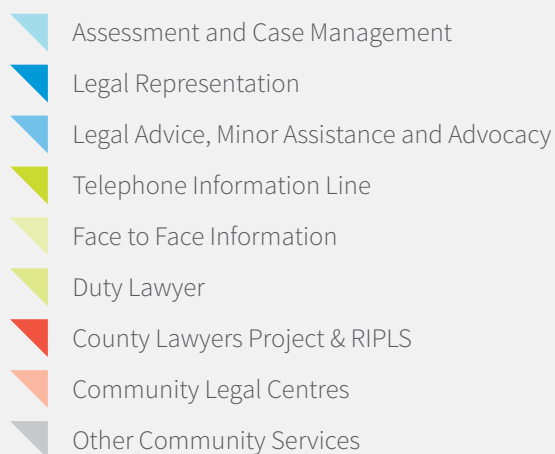 Assessment and Case Management
Legal Representation
Legal Advice, Minor Assistance and Advocacy
Telephone Information Line
Face to Face Information
Duty Lawyer
County Lawyers Project & RIPLS
Community Legal Centres
Other Community Services